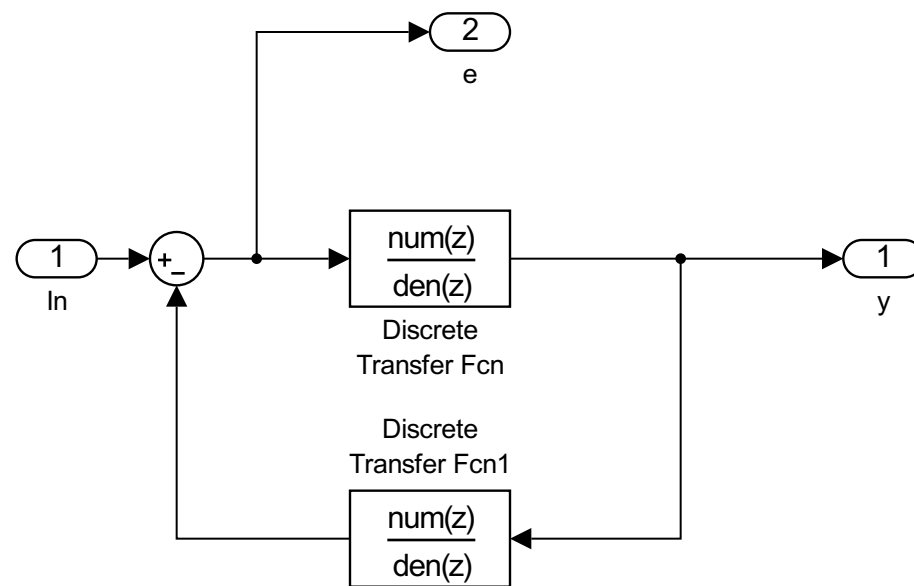 2
e
1
In
+
−
num(z)
den(z)
Discrete
Transfer Fcn
1
y
Discrete
Transfer Fcn1
num(z)
den(z)